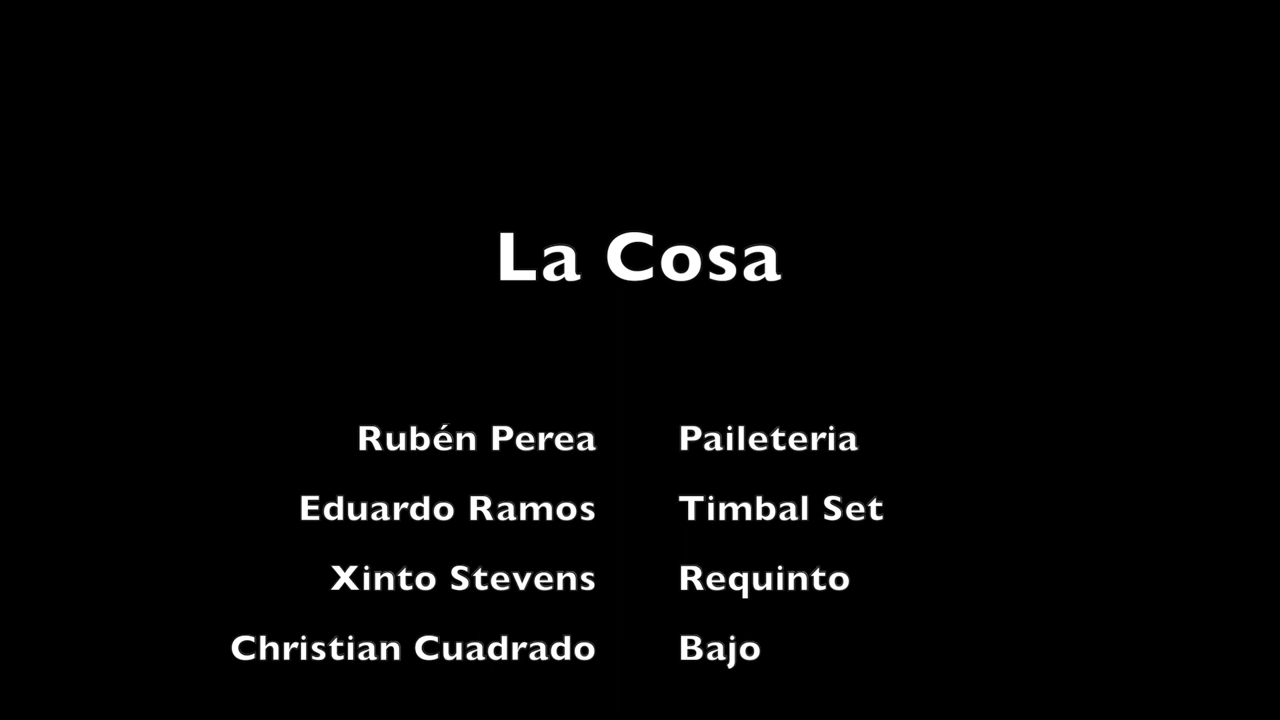 La Cosa
Rubén Perea Paileteria
Eduardo Ramos Timbal Set
Xinto Stevens Requinto
Christian Cuadrado Bajo